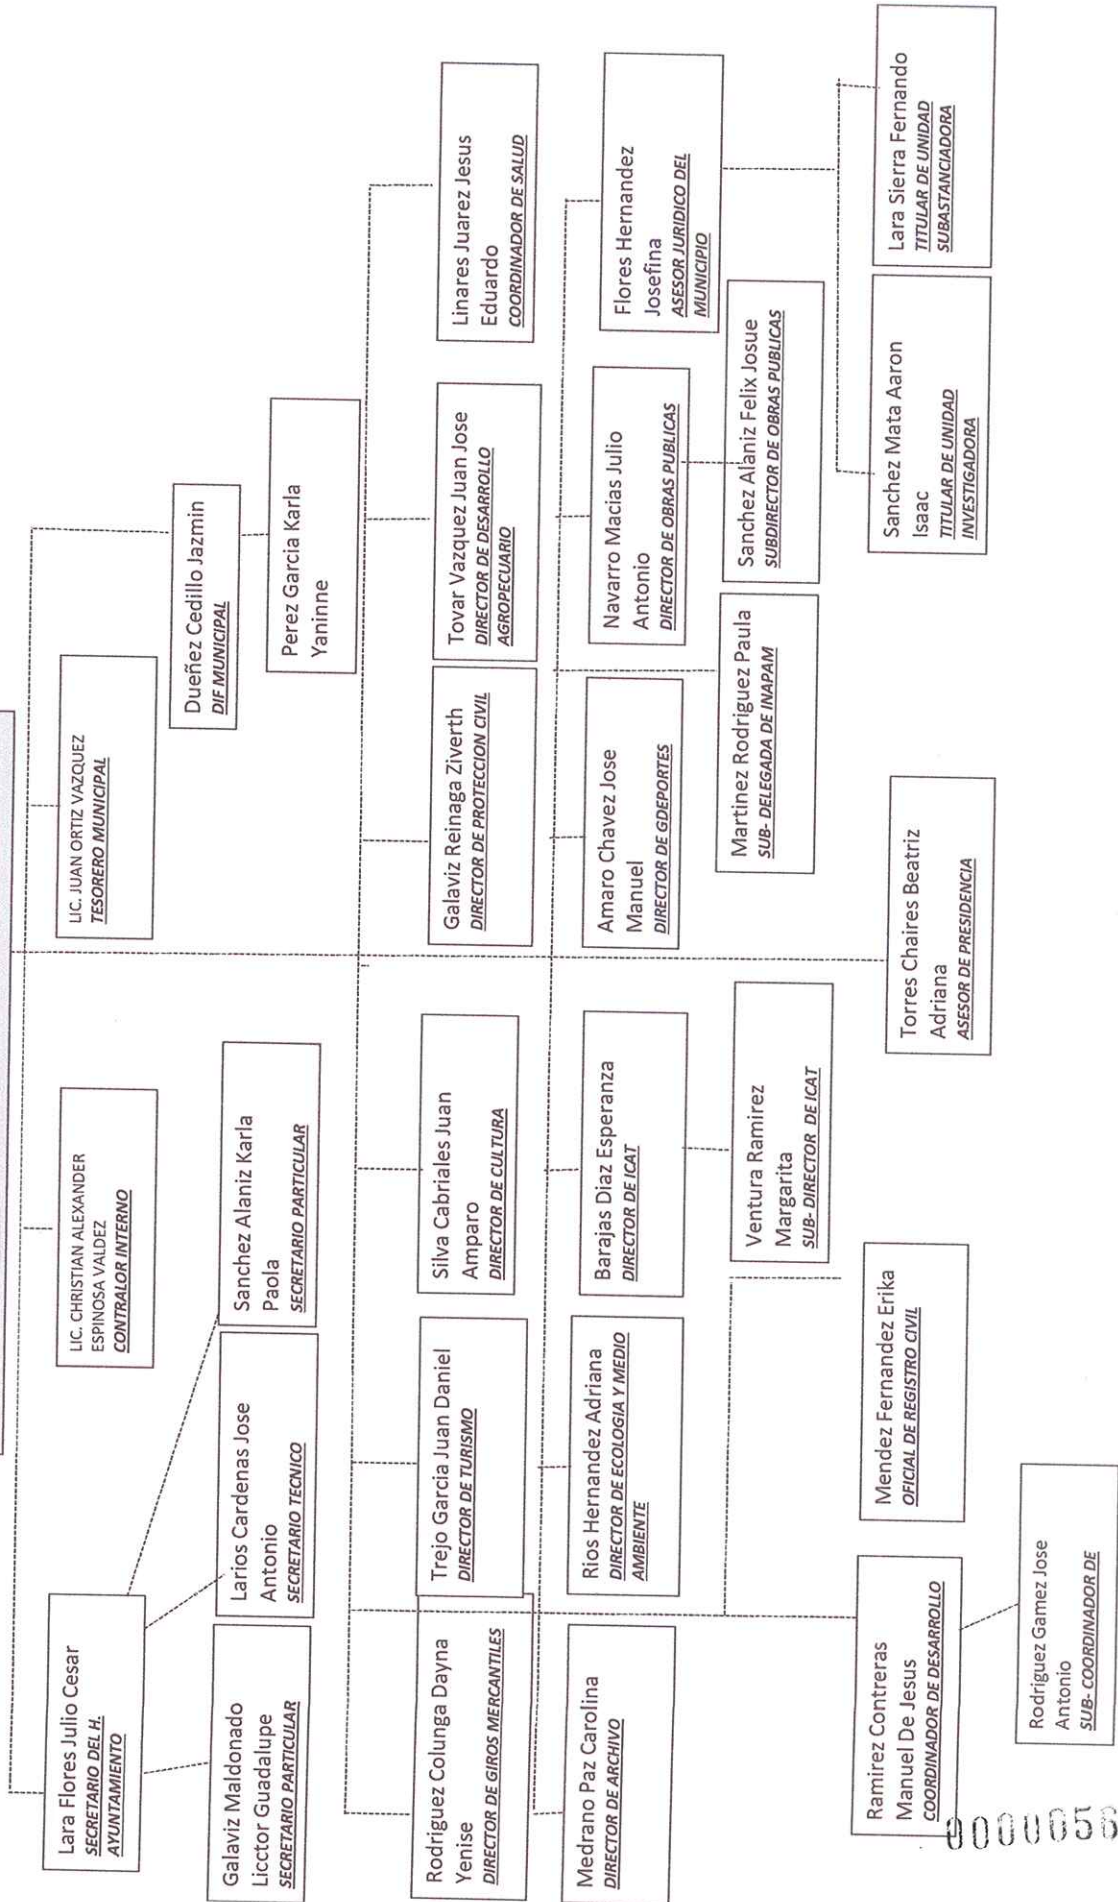 Lara Flores Julio Cesar
SECRETARIO DEL H.
AYUNTAMIENTO
LIC. CHRISTIAN ALEXANDER
ESPINOSA VALDEZ
CONTRALOR INTERNO
LIC. JUAN ORTIZ VAZQUEZ
TESORERO MUNICIPAL
Dueñez Cedillo Jazmin
DIF MUNICIPAL
Galaviz Maldonado
Licctor Guadalupe
SECRETARIO PARTICULAR
Larios Cardenas Jose
Antonio
SECRETARIO TECNICO
Sanchez Alaniz Karla
Paola
SECRETARIO PARTICULAR
Perez Garcia Karla
Yaninne
Rodriguez Colunga Dayna
Yenise
DIRECTOR DE GIROS MERCANTILES
Trejo Garcia Juan Daniel
DIRECTOR DE TURISMO
Silva Cabriales Juan
Amparo
DIRECTOR DE CULTURA
Galaviz Reinaga Ziverth
DIRECTOR DE PROTECCION CIVIL
Tovar Vazquez Juan Jose
DIRECTOR DE DESARROLLO
AGROPECUARIO
Linares Juarez Jesus
Eduardo
COORDINADOR DE SALUD
Medrano Paz Carolina
DIRECTOR DE ARCHIVO
Rios Hernandez Adriana
DIRECTOR DE ECOLOGIA Y MEDIO
AMBIENTE
Barajas Diaz Esperanza
DIRECTOR DE ICAT
Amaro Chavez Jose
Manuel
DIRECTOR DE GDEPORTES
Navarro Macias Julio
Antonio
DIRECTOR DE OBRAS PUBLICAS
Flores Hernandez
Josefina
ASESOR JURIDICO DEL
MUNICIPIO
Ventura Ramirez
Margarita
SUB- DIRECTOR DE ICAT
Martinez Rodriguez Paula
SUB- DELEGADA DE INAPAM
Sanchez Alaniz Felix Josue
SUBDIRECTOR DE OBRAS PUBLICAS
Ramirez Contreras
Manuel De Jesus
COORDINADOR DE DESARROLLO
Mendez Fernandez Erika
OFICIAL DE REGISTRO CIVIL
Torres Chaires Beatriz
Adriana
ASESOR DE PRESIDENCIA
Sanchez Mata Aaron
Isaac
TITULAR DE UNIDAD
INVESTIGADORA
Lara Sierra Fernando
TITULAR DE UNIDAD
SUBASTANCIADORA
Rodriguez Gamez Jose
Antonio
SUB- COORDINADOR DE
0000056